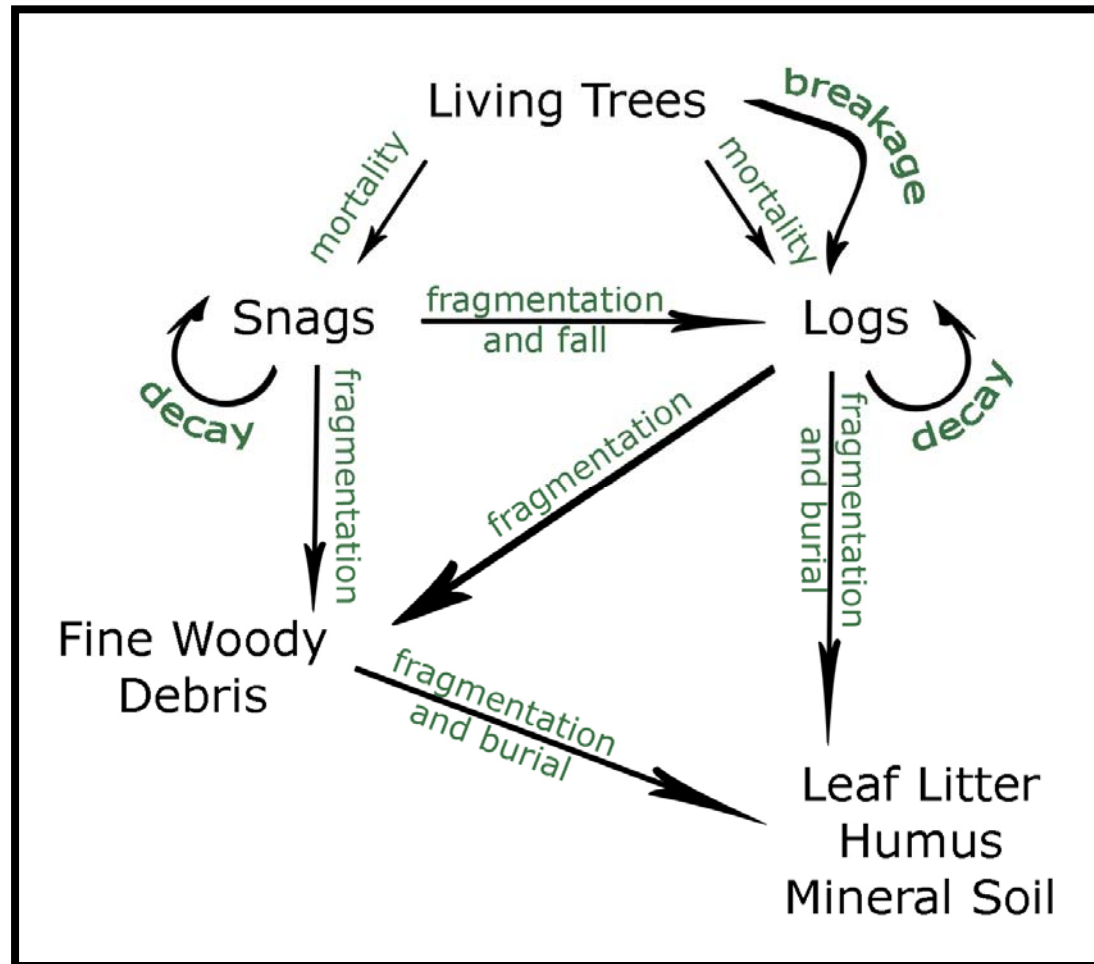 Living Trees
breakage
mortality
mortality
Snags
fragmentation
and fall
Logs
decay
fragmentation
fragmentation
fragmentation
and burial
decay
Fine Woody
Debris
fragmentation
and burial
Leaf Litter
Humus
Mineral Soil